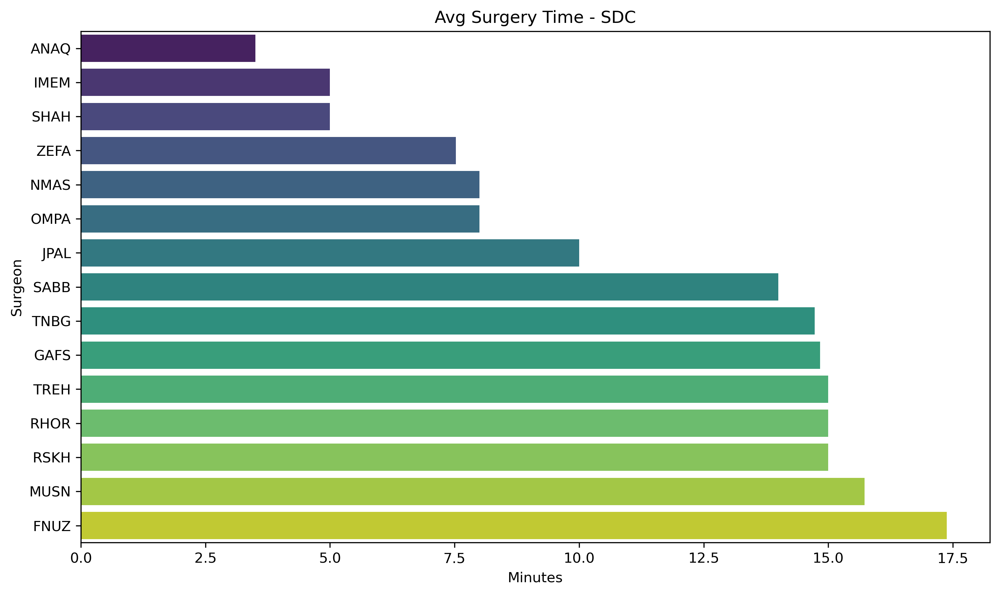 Avg Surgery Time - SDC
ANAQ
IMEM
SHAH
ZEFA
NMAS
OMPA
JPAL
SABB
TNBG
GAFS
TREH
RHOR
RSKH
MUSN
FNUZ
Surgeon
0.0 2.5 5.0 7.5 10.0 12.5 15.0 17.5
Minutes